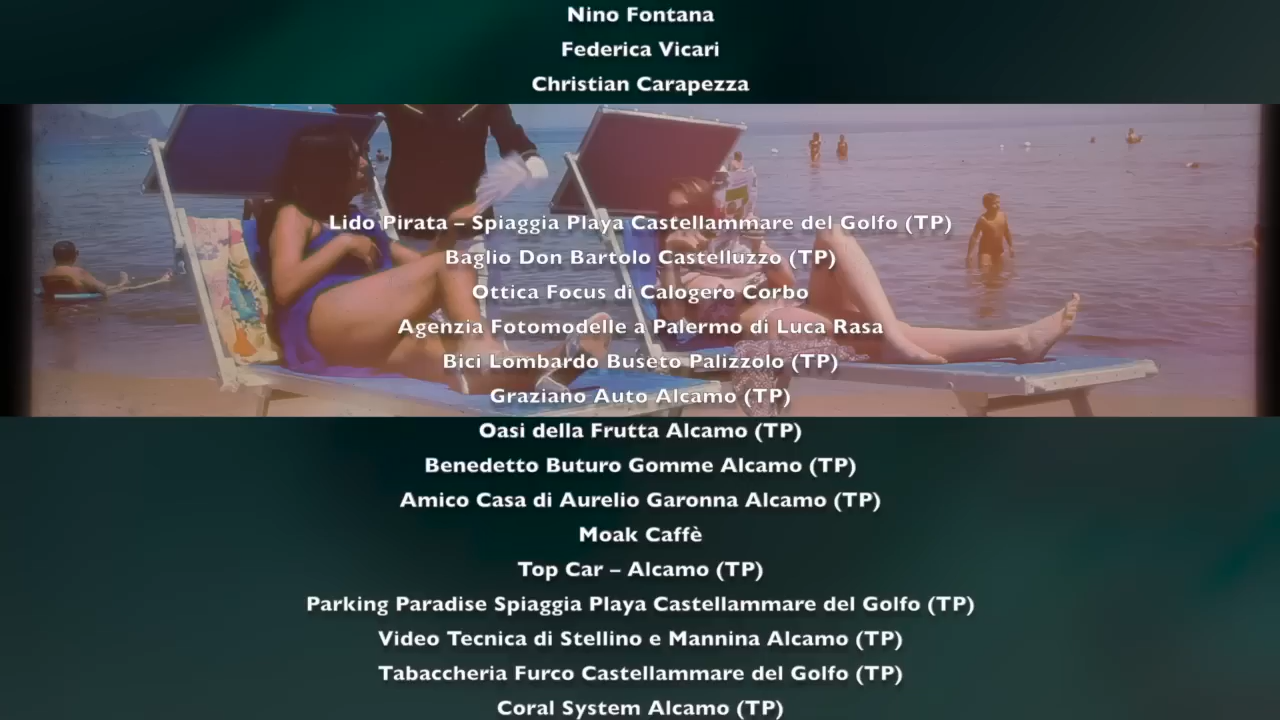 Nino Fontana
Federica Vicari
Christian Carapezza
Lido Pirata – Spiaggia Playa Castellammare del Golfo (TP)
Baglio Don Bartolo Castelluzzo (TP)
Ottica Focus di Calogero Corbo
Agenzia Fotomodelle a Palermo di Luca Rasa
Bici Lombardo Buseto Palizzolo (TP)
Graziano Auto Alcamo (TP)
Oasi della Frutta Alcamo (TP)
Benedetto Buturo Gomme Alcamo (TP)
Amico Casa di Aurelio Garonna Alcamo (TP)
Moak Caffè
Top Car – Alcamo (TP)
Parking Paradise Spiaggia Playa Castellammare del Golfo (TP)
Video Tecnica di Stellino e Mannina Alcamo (TP)
Tabaccheria Furco Castellammare del Golfo (TP)
Coral System Alcamo (TP)